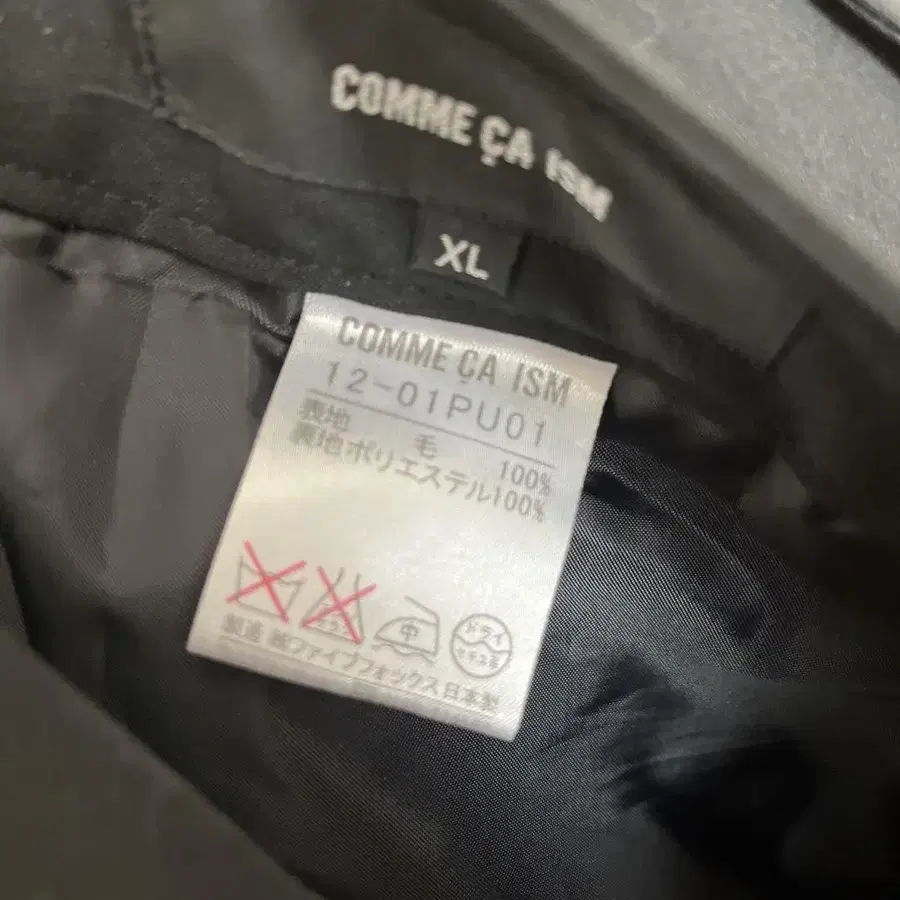 COMME ÇA ISM
XL
COMME ÇA ISM
12-01PU01
表地 毛 100%
裏地ポリエステル100%
中
ドライ
製造 ㈱ファイブフォックス 日本製